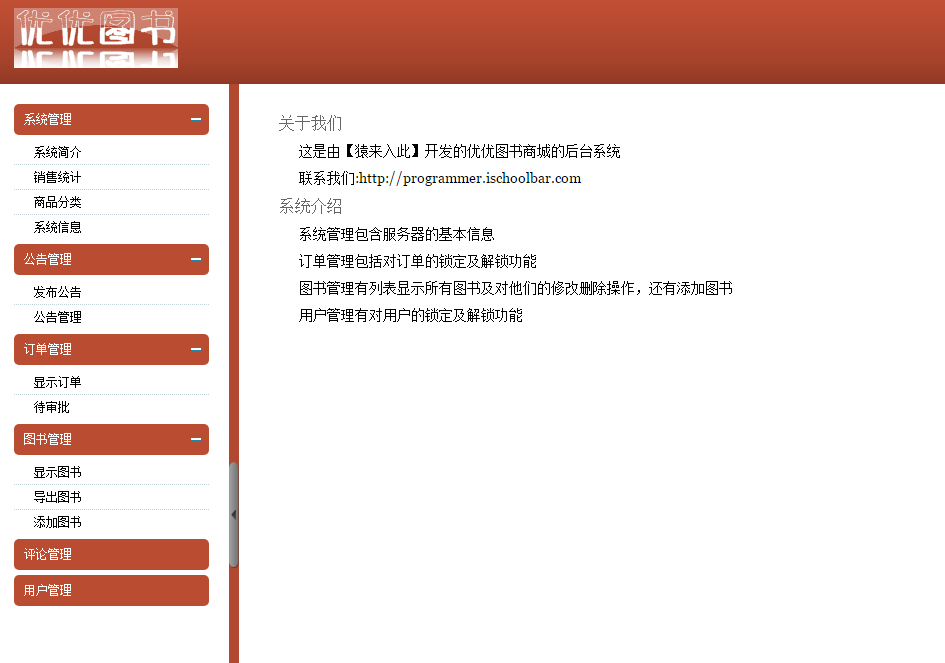 优优图书
系统管理
系统简介
销售统计
商品分类
系统信息
公告管理
发布公告
公告管理
订单管理
显示订单
待审批
图书管理
显示图书
导出图书
添加图书
评论管理
用户管理
关于我们
这是由【猿来入此】开发的优优图书商城的后台系统
联系我们:http://programmer.ischoolbar.com
系统介绍
系统管理包含服务器的基本信息
订单管理包括对订单的锁定及解锁功能
图书管理有列表显示所有图书及对他们的修改删除操作，还有添加图书
用户管理有对用户的锁定及解锁功能